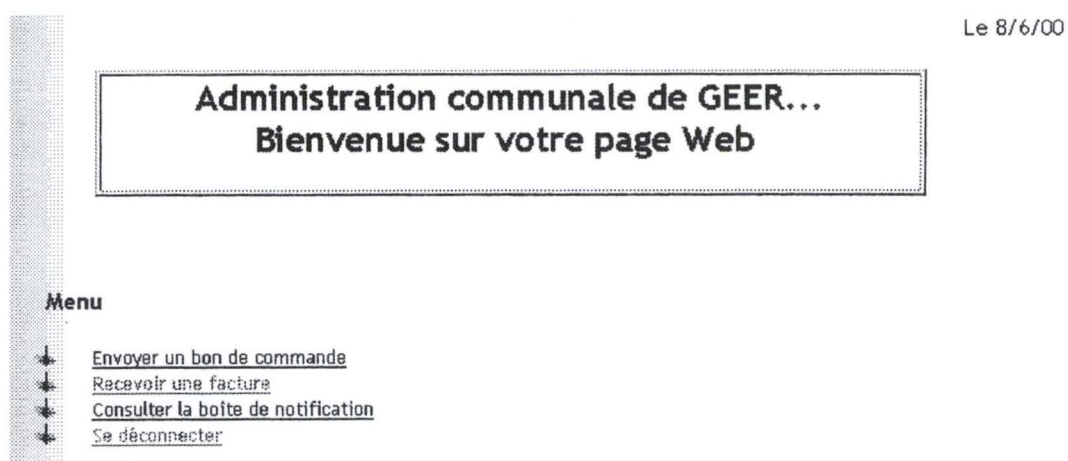 Le 8/6/00
Administration communale de GEER...
Bienvenue sur votre page Web
Menu
Envoyer un bon de commande
Recevoir une facture
Consulter la boîte de notification
Se déconnecter